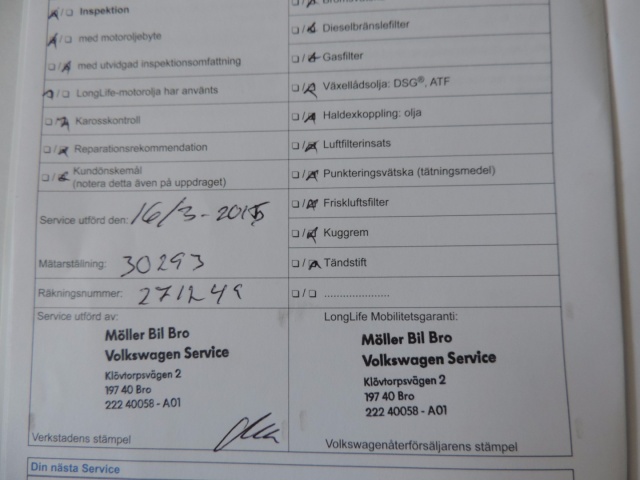 Inspektion
med motoroljebyte
med utvidgad inspektionsomfattning
LongLife-motorolja har använts
Karosskontroll
Reparationsrekommendation
Kundönskemål
(notera detta även på uppdraget)
Service utförd den: 16/3-2015
Mätarställning: 30293
Räkningsnummer: 271249
Service utförd av:
Möller Bil Bro
Volkswagen Service
Klövtorpsvägen 2
197 40 Bro
222 40058 - A01
Verkstadens stämpel
Dieselbränslefilter
Gasfilter
Växellådsolja: DSG®, ATF
Haldexkoppling: olja
Luftfilterinsats
Punkteringsvätska (tätningsmedel)
Friskluftsfilter
Kuggrem
Tändstift
.....................
LongLife Mobilitetsgaranti:
Möller Bil Bro
Volkswagen Service
Klövtorpsvägen 2
197 40 Bro
222 40058 - A01
Volkswagenåterförsäljarens stämpel
Din nästa Service